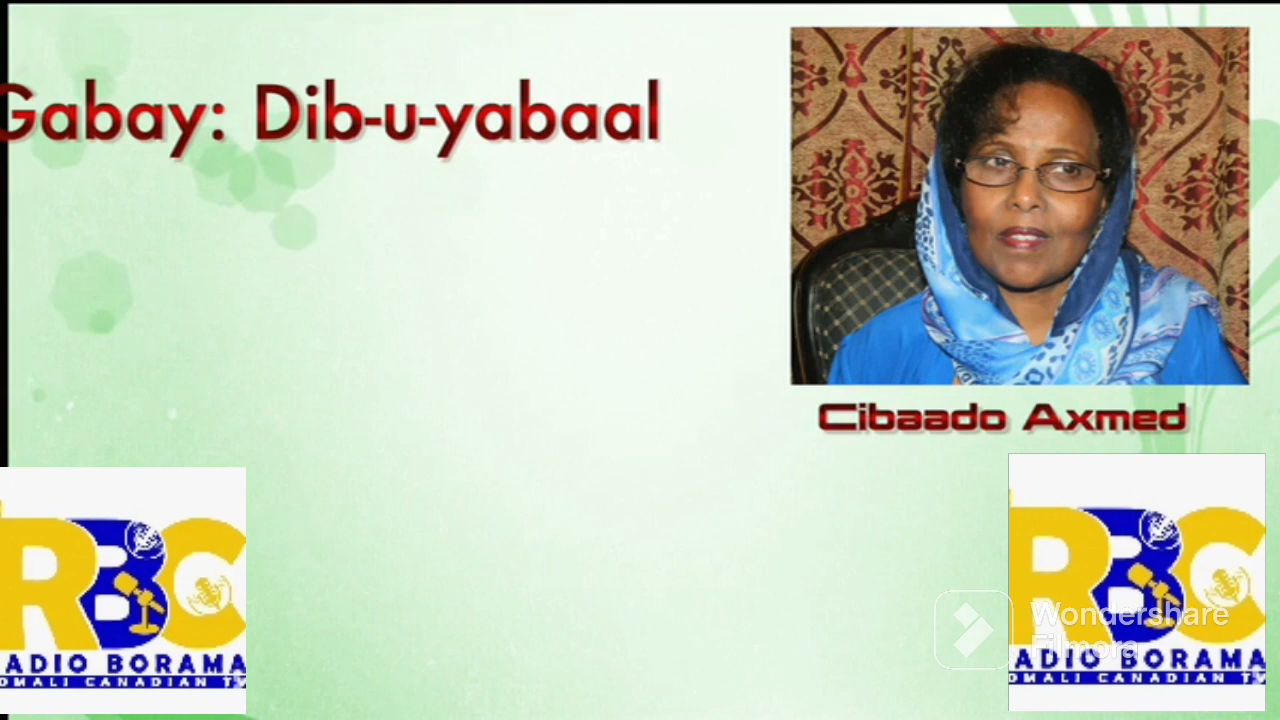 Gabay: Dib-u-yabaal
Cibaado Axmed
RBC
ADIO BORAMA
OMALI CANADIAN TV
RBC
ADIO BORAMA
OMALI CANADIAN TV
Wondershare
Filmora